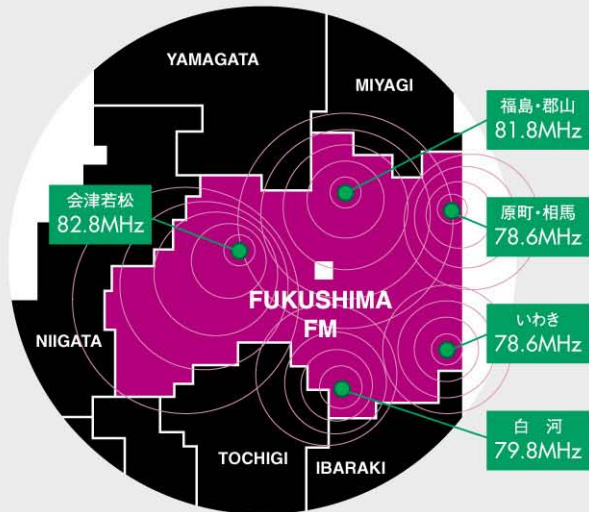 YAMAGATA
MIYAGI
福島・郡山
81.8MHz
会津若松
82.8MHz
原町・相馬
78.6MHz
FUKUSHIMA
FM
いわき
78.6MHz
NIIGATA
白 河
79.8MHz
TOCHIGI
IBARAKI